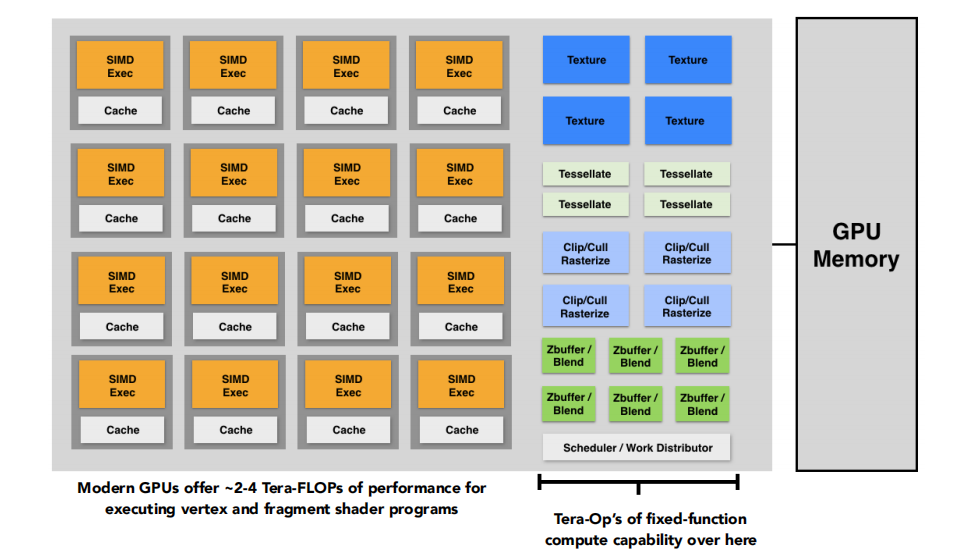 SIMD
Exec
Cache
SIMD
Exec
Cache
SIMD
Exec
Cache
SIMD
Exec
Cache
SIMD
Exec
Cache
SIMD
Exec
Cache
SIMD
Exec
Cache
SIMD
Exec
Cache
SIMD
Exec
Cache
SIMD
Exec
Cache
SIMD
Exec
Cache
SIMD
Exec
Cache
SIMD
Exec
Cache
SIMD
Exec
Cache
SIMD
Exec
Cache
SIMD
Exec
Cache
Texture
Texture
Texture
Texture
Tessellate
Tessellate
Tessellate
Tessellate
Clip/Cull
Rasterize
Clip/Cull
Rasterize
Clip/Cull
Rasterize
Clip/Cull
Rasterize
Zbuffer /
Blend
Zbuffer /
Blend
Zbuffer /
Blend
Zbuffer /
Blend
Zbuffer /
Blend
Zbuffer /
Blend
Scheduler / Work Distributor
GPU
Memory
Modern GPUs offer ~2-4 Tera-FLOPs of performance for
executing vertex and fragment shader programs
Tera-Op's of fixed-function
compute capability over here